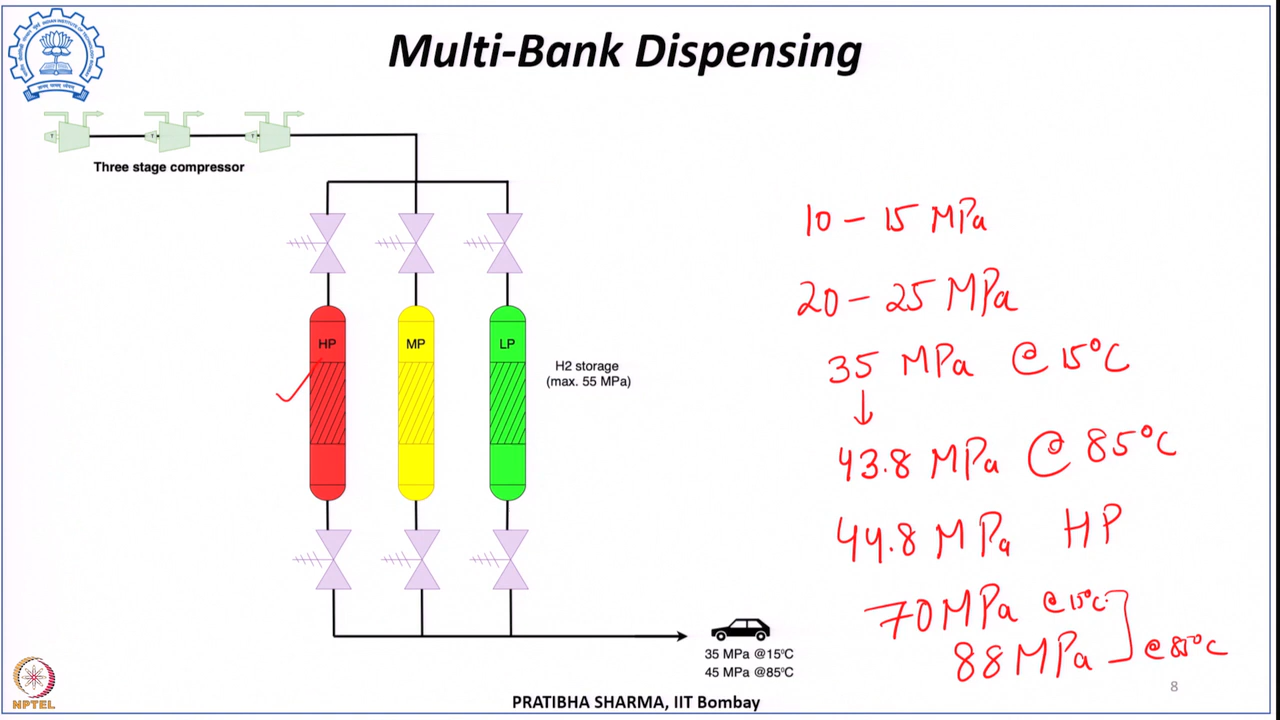 Multi-Bank Dispensing
Three stage compressor
T T T
HP MP LP
H2 storage
(max. 55 MPa)
10 - 15 MPa
20 - 25 MPa
35 MPa @ 15°C
↓
43.8 MPa @ 85°C
44.8 MPa HP
70 MPa @ 15°C
88 MPa @ 85°C
35 MPa @15ºC
45 MPa @85ºC
8
NPTEL
PRATIBHA SHARMA, IIT Bombay